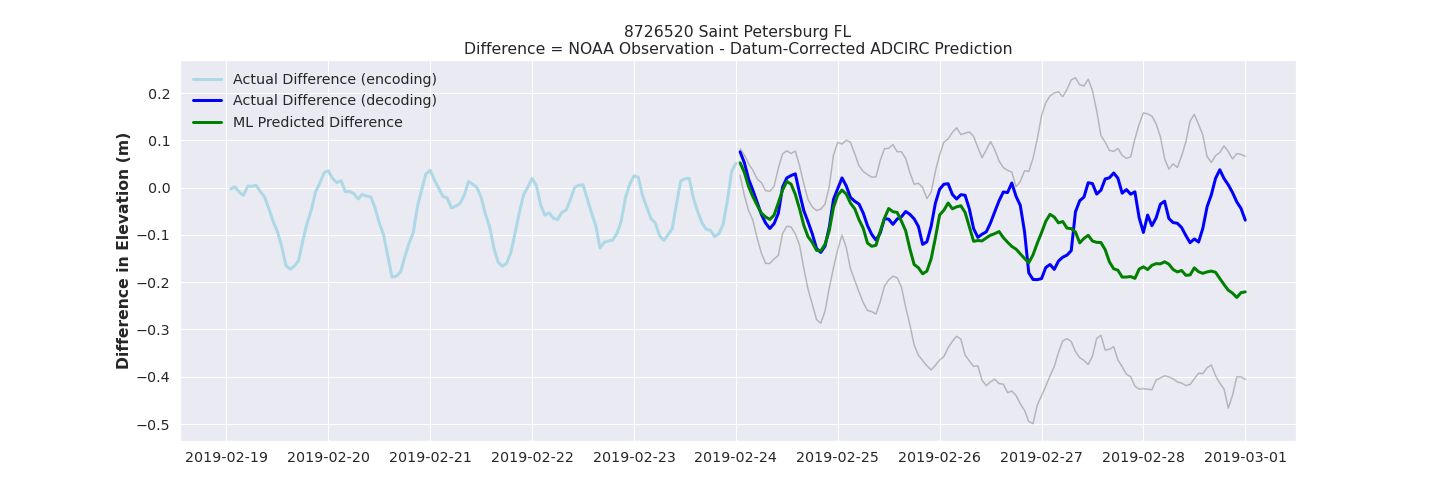 8726520 Saint Petersburg FL
Difference = NOAA Observation - Datum-Corrected ADCIRC Prediction
Actual Difference (encoding)
Actual Difference (decoding)
ML Predicted Difference
Difference in Elevation (m)
0.2
0.1
0.0
−0.1
−0.2
−0.3
−0.4
−0.5
2019-02-19 2019-02-20 2019-02-21 2019-02-22 2019-02-23 2019-02-24 2019-02-25 2019-02-26 2019-02-27 2019-02-28 2019-03-01